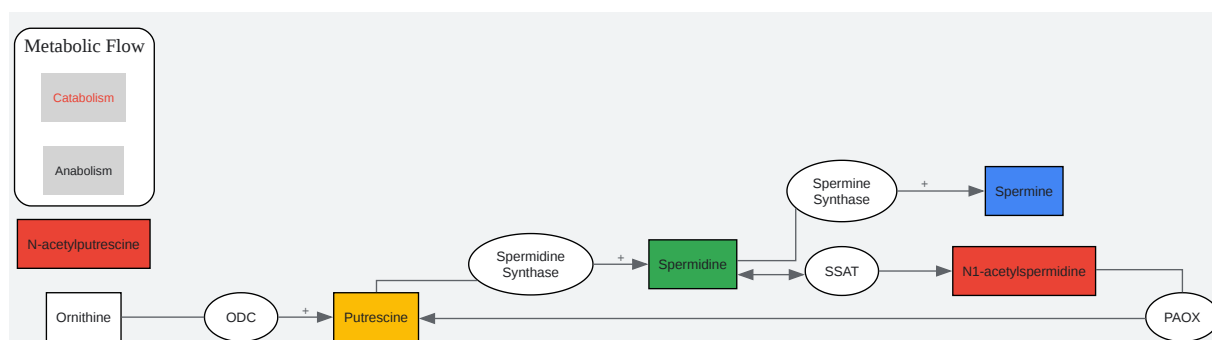 Metabolic Flow
Catabolism
Anabolism
N-acetylputrescine
Ornithine
ODC
+
Putrescine
Spermidine
Synthase
+
Spermidine
Spermine
Synthase
+
Spermine
SSAT
N1-acetylspermidine
PAOX